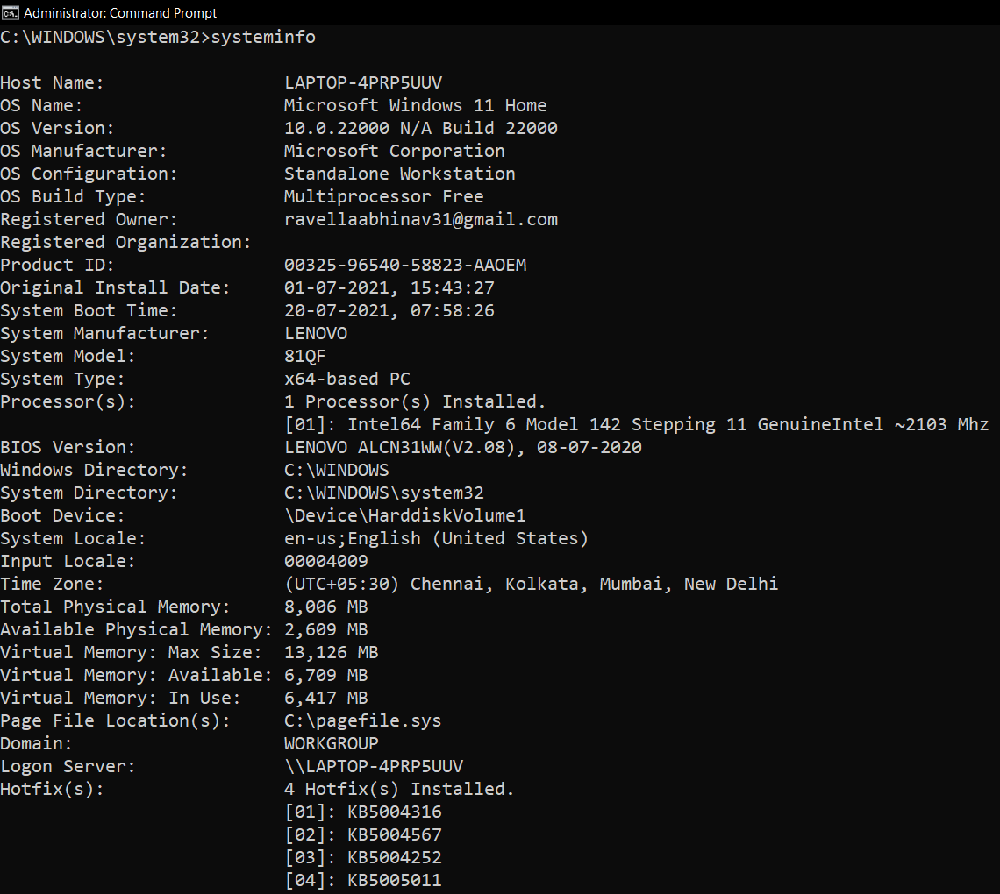 Administrator: Command Prompt
C:\WINDOWS\system32>systeminfo
Host Name: LAPTOP-4PRP5UUV
OS Name: Microsoft Windows 11 Home
OS Version: 10.0.22000 N/A Build 22000
OS Manufacturer: Microsoft Corporation
OS Configuration: Standalone Workstation
OS Build Type: Multiprocessor Free
Registered Owner: ravellaabhinav31@gmail.com
Registered Organization:
Product ID: 00325-96540-58823-AAOEM
Original Install Date: 01-07-2021, 15:43:27
System Boot Time: 20-07-2021, 07:58:26
System Manufacturer: LENOVO
System Model: 81QF
System Type: x64-based PC
Processor(s): 1 Processor(s) Installed.
[01]: Intel64 Family 6 Model 142 Stepping 11 GenuineIntel ~2103 Mhz
BIOS Version: LENOVO ALCN31WW(V2.08), 08-07-2020
Windows Directory: C:\WINDOWS
System Directory: C:\WINDOWS\system32
Boot Device: \Device\HarddiskVolume1
System Locale: en-us;English (United States)
Input Locale: 00004009
Time Zone: (UTC+05:30) Chennai, Kolkata, Mumbai, New Delhi
Total Physical Memory: 8,006 MB
Available Physical Memory: 2,609 MB
Virtual Memory: Max Size: 13,126 MB
Virtual Memory: Available: 6,709 MB
Virtual Memory: In Use: 6,417 MB
Page File Location(s): C:\pagefile.sys
Domain: WORKGROUP
Logon Server: \\LAPTOP-4PRP5UUV
Hotfix(s): 4 Hotfix(s) Installed.
[01]: KB5004316
[02]: KB5004567
[03]: KB5004252
[04]: KB5005011